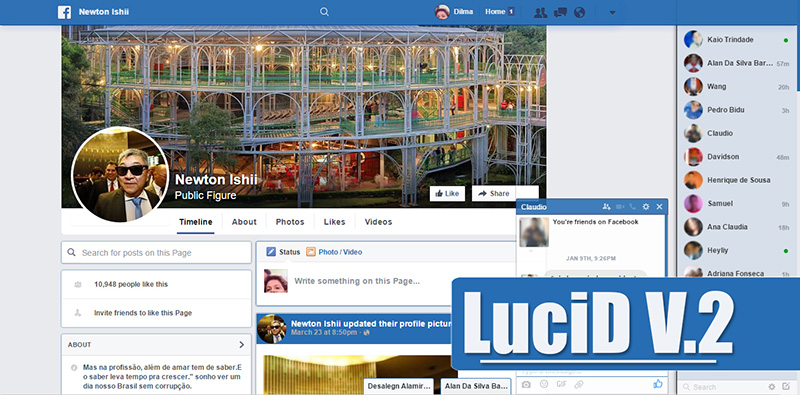 Newton Ishii
Dilma
Home 1
Newton Ishii
Public Figure
Like
Share
Timeline
About
Photos
Likes
Videos
Search for posts on this Page
10,948 people like this
Invite friends to like this Page
ABOUT
Mas na profissão, além de amar tem de saber.E
o saber leva tempo pra crescer." sonho ver um
dia nosso Brasil sem corrupção.
Status
Photo / Video
Write something on this Page...
Newton Ishii updated their profile pictur
March 23 at 8:50pm
Desalegn Alamir...
Alan Da Silva Bar...
Claudio
You're friends on Facebook
JAN 9TH, 9:26PM
LuciD V.2
Kaio Trindade
Alan Da Silva Bar... 57m
Wang 20h
Pedro Bidu 3h
Claudio
Davidson 48m
Henrique de Sousa
Samuel 9h
Ana Claudia 18h
Heyliy
Adriana Fonseca 1h
Search